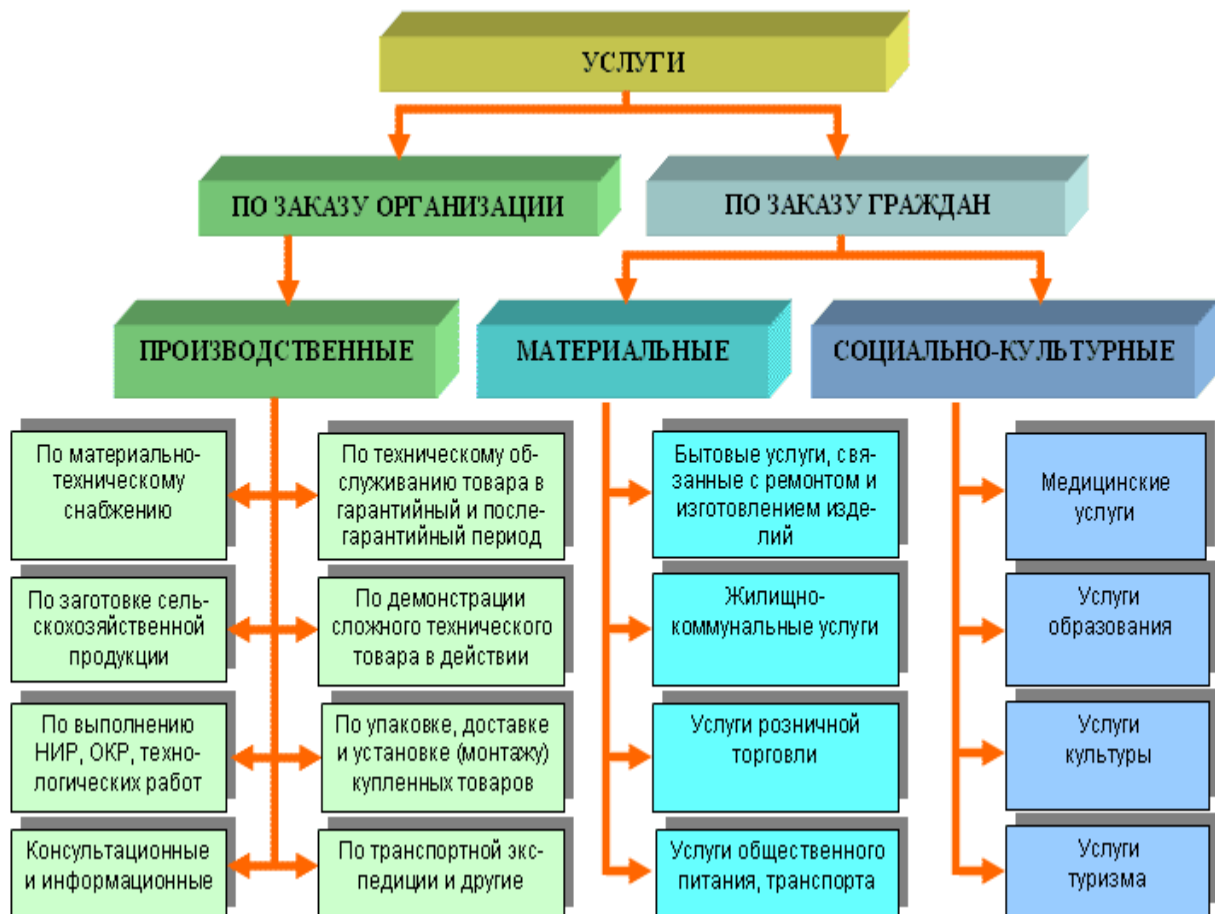 УСЛУГИ
ПО ЗАКАЗУ ОРГАНИЗАЦИИ
ПО ЗАКАЗУ ГРАЖДАН
ПРОИЗВОДСТВЕННЫЕ
МАТЕРИАЛЬНЫЕ
СОЦИАЛЬНО-КУЛЬТУРНЫЕ
По материально-
техническому
снабжению
По техническому об-
служиванию товара в
гарантийный и после-
гарантийный период
Бытовые услуги, свя-
занные с ремонтом и
изготовлением изде-
лий
Медицинские
услуги
По заготовке сель-
скохозяйственной
продукции
По демонстрации
сложного технического
товара в действии
Жилищно-
коммунальные услуги
Услуги
образования
По выполнению
НИР, ОКР, техно-
логических работ
По упаковке, доставке
и установке (монтажу)
купленных товаров
Услуги розничной
торговли
Услуги
культуры
Консультационные
и информационные
По транспортной экс-
педиции и другие
Услуги общественного
питания, транспорта
Услуги
туризма